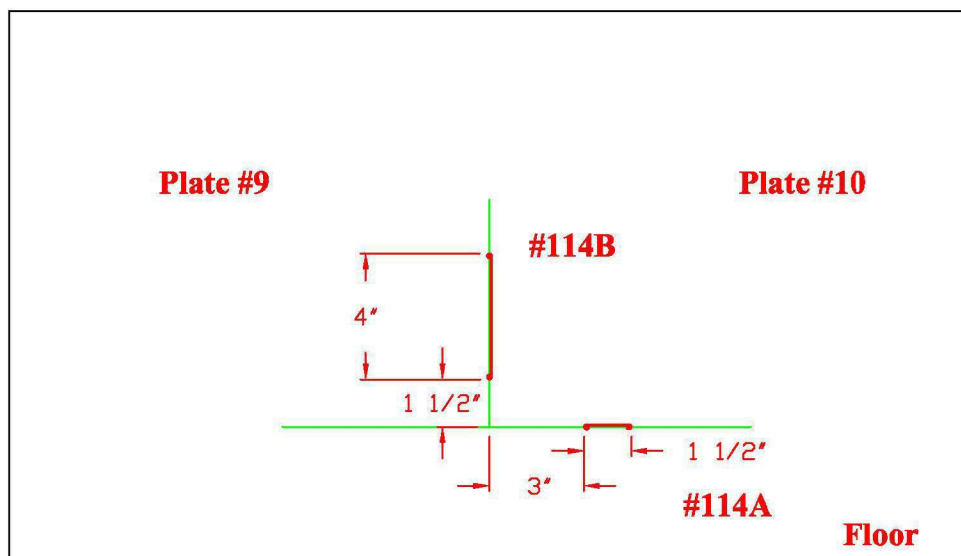 Plate #9
Plate #10
#114B
4"
1 1/2"
1 1/2"
3"
#114A
Floor